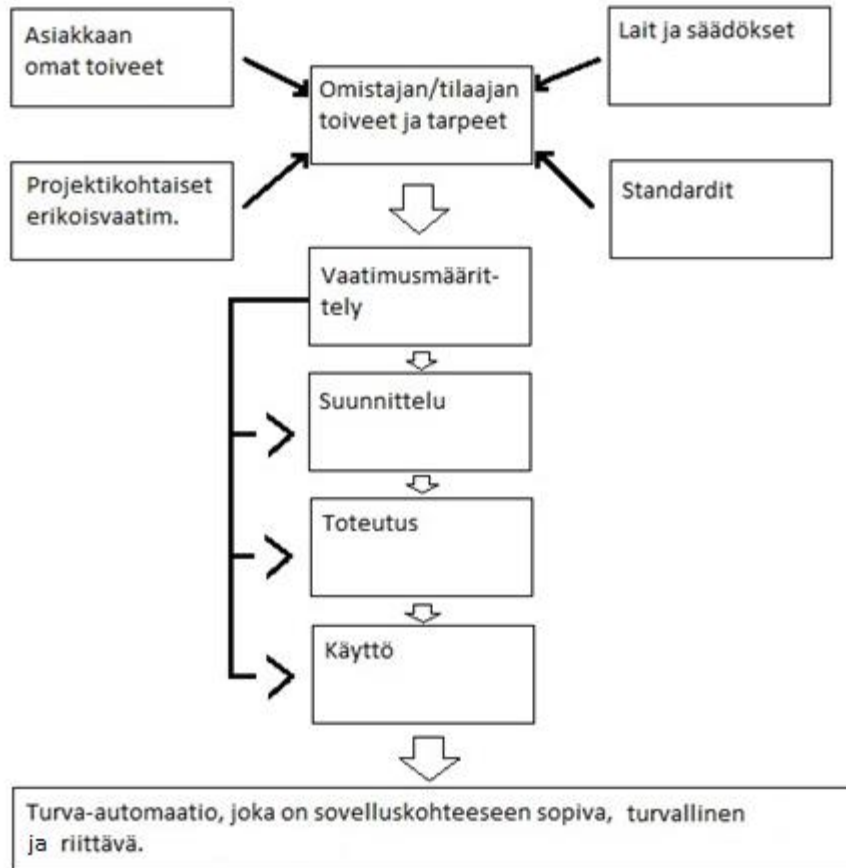 Asiakkaan
omat toiveet
Lait ja säädökset
Omistajan/tilaajan
toiveet ja tarpeet
Projektikohtaiset
erikoisvaatim.
Standardit
Vaatimusmäärit-
tely
Suunnittelu
Toteutus
Käyttö
Turva-automaatio, joka on sovelluskohteeseen sopiva, turvallinen
ja riittävä.